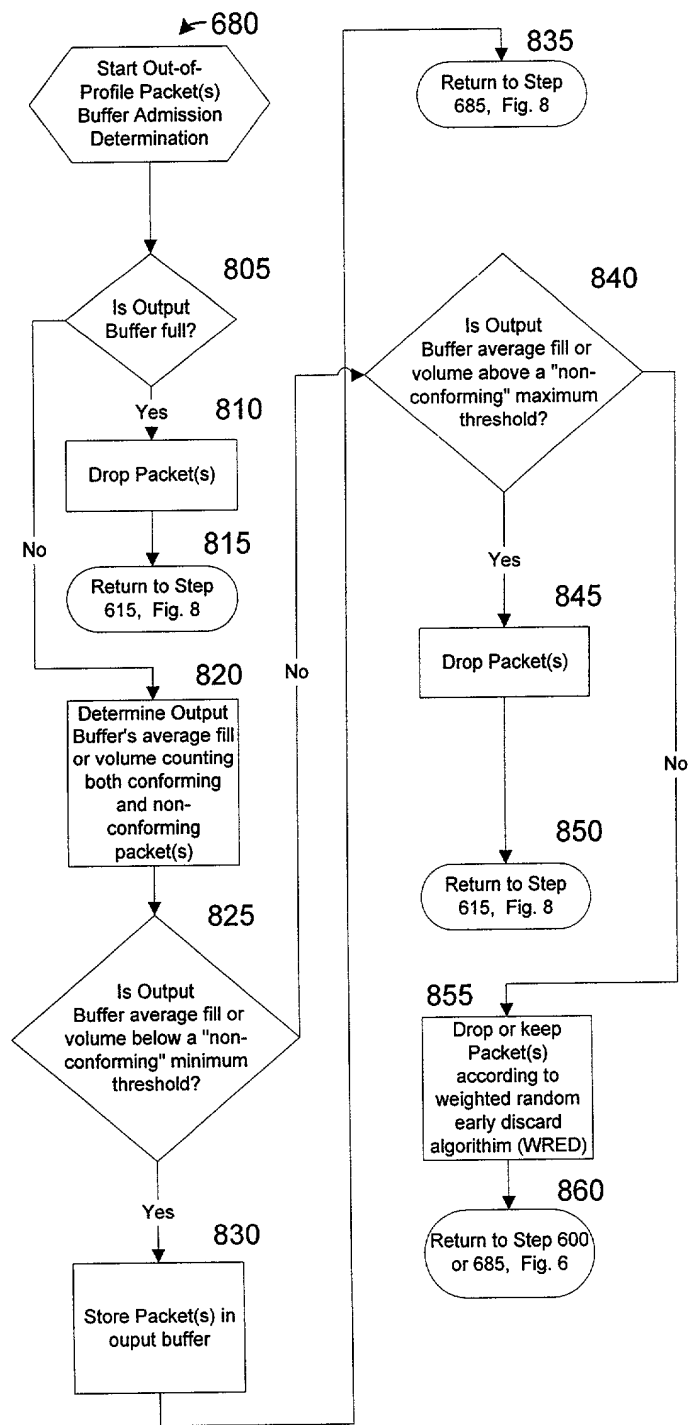 680
Start Out-of-
Profile Packet(s)
Buffer Admission
Determination
805
Is Output
Buffer full?
Yes
810
Drop Packet(s)
No
815
Return to Step
615, Fig. 8
820
Determine Output
Buffer's average fill
or volume counting
both conforming
and non-
conforming
packet(s)
825
Is Output
Buffer average fill or
volume below a "non-
conforming" minimum
threshold?
No
Yes
830
Store Packet(s) in
ouput buffer
835
Return to Step
685, Fig. 8
840
Is Output
Buffer average fill or
volume above a "non-
conforming" maximum
threshold?
Yes
845
Drop Packet(s)
No
850
Return to Step
615, Fig. 8
855
Drop or keep
Packet(s)
according to
weighted random
early discard
algorithim (WRED)
860
Return to Step 600
or 685, Fig. 6